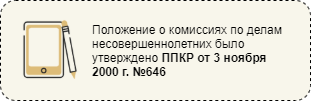 Положение о комиссиях по делам
несовершеннолетних было
утверждено ППКР от 3 ноября
2000 г. №646